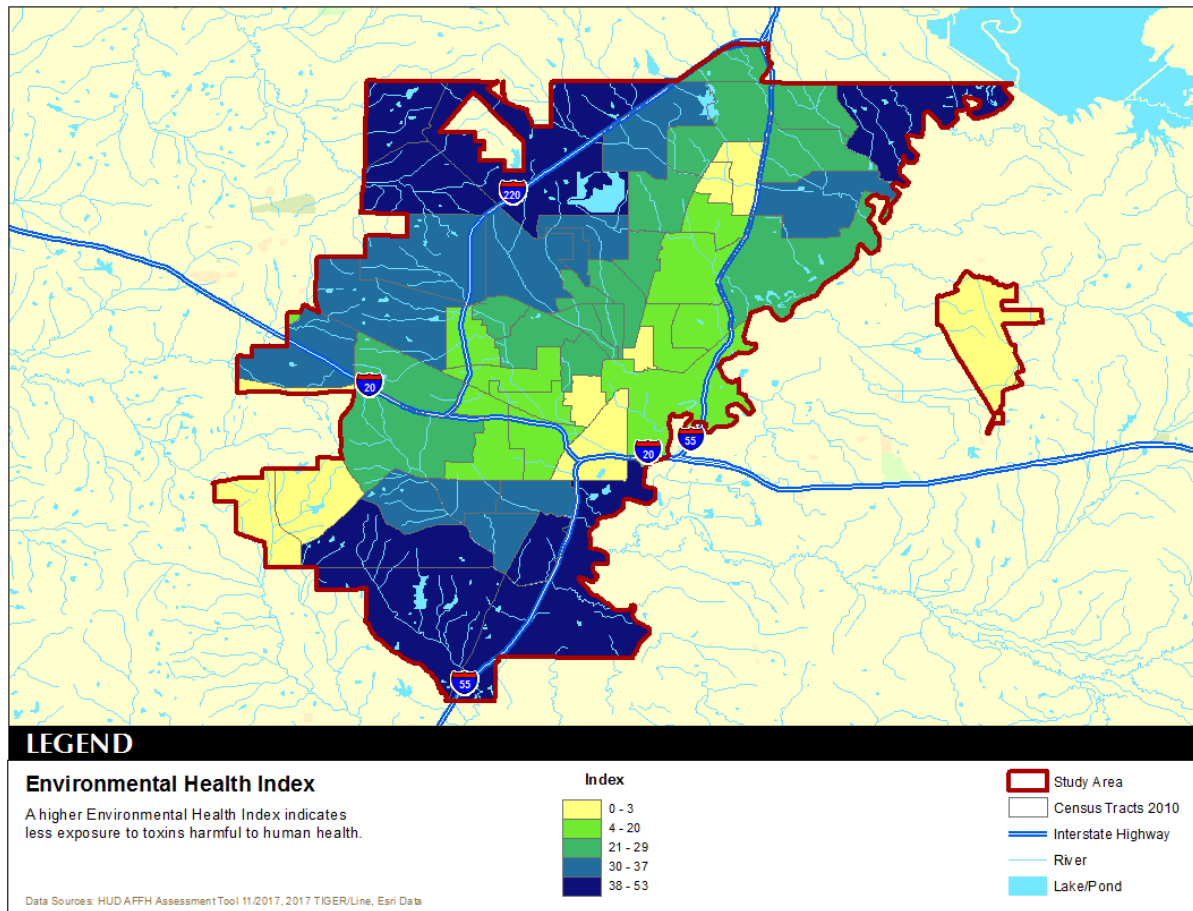 220
20
20
55
55
LEGEND
Environmental Health Index
A higher Environmental Health Index indicates
less exposure to toxins harmful to human health.
Data Sources: HUD AFFH Assessment Tool 11/2017, 2017 TIGER/Line, Esri Data
Index
0 - 3
4 - 20
21 - 29
30 - 37
38 - 53
Study Area
Census Tracts 2010
Interstate Highway
River
Lake/Pond